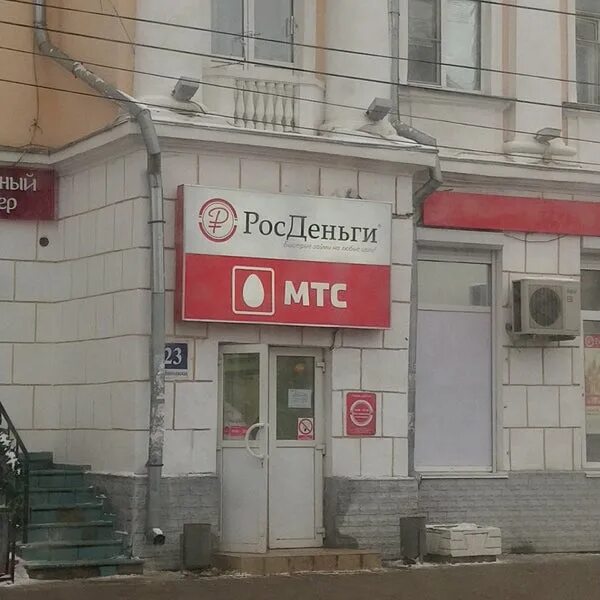 ный
ер
РосДеньги
быстрые займы на любые цели!
МТС
23